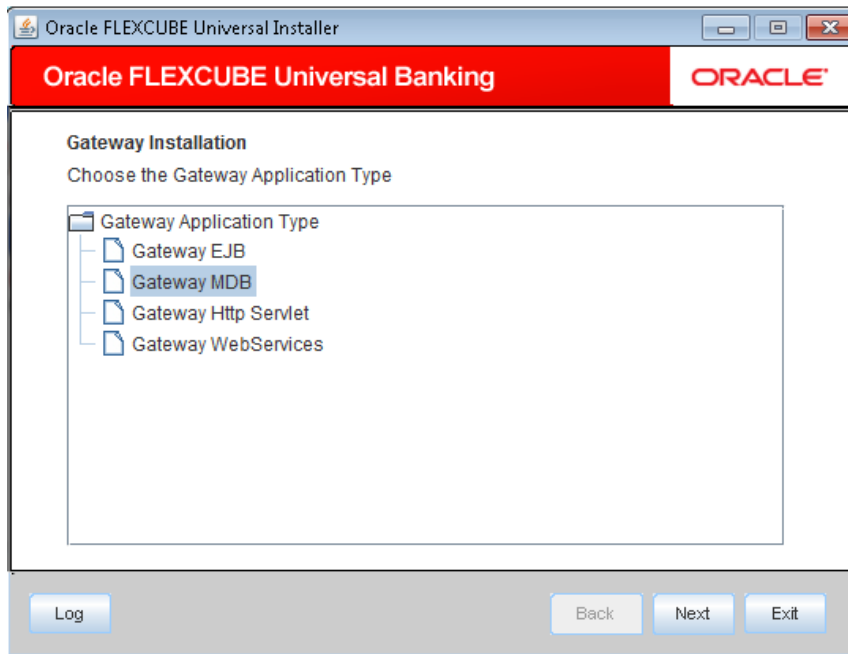 Oracle FLEXCUBE Universal Installer
Oracle FLEXCUBE Universal Banking
ORACLE
Gateway Installation
Choose the Gateway Application Type
Gateway Application Type
Gateway EJB
Gateway MDB
Gateway Http Servlet
Gateway WebServices
Log
Back
Next
Exit